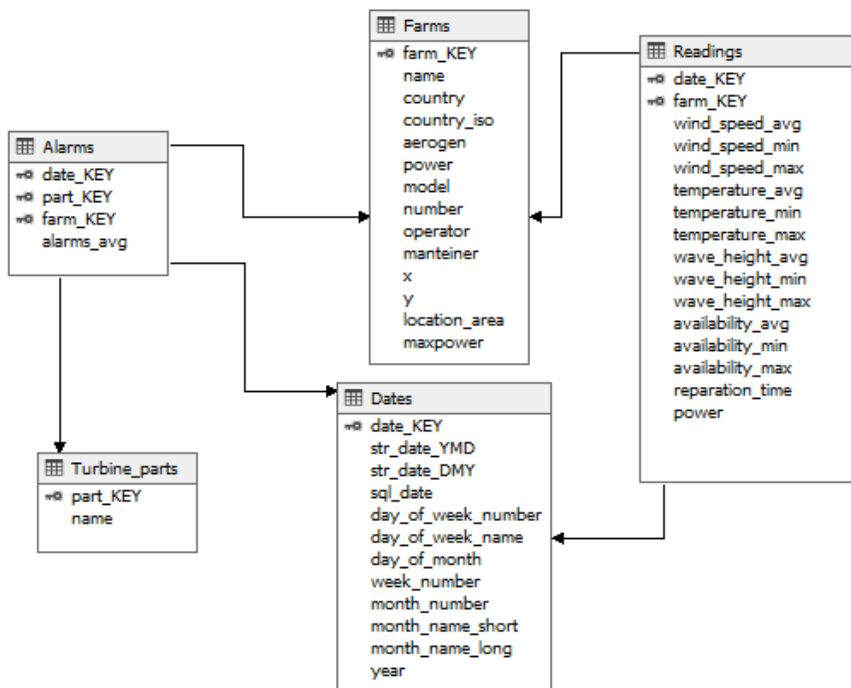 Farms
farm_KEY
name
country
country_iso
aerogen
power
model
number
operator
manteiner
x
y
location_area
maxpower
Readings
date_KEY
farm_KEY
wind_speed_avg
wind_speed_min
wind_speed_max
temperature_avg
temperature_min
temperature_max
wave_height_avg
wave_height_min
wave_height_max
availability_avg
availability_min
availability_max
reparation_time
power
Alarms
date_KEY
part_KEY
farm_KEY
alarms_avg
Dates
date_KEY
str_date_YMD
str_date_DMY
sql_date
day_of_week_number
day_of_week_name
day_of_month
week_number
month_number
month_name_short
month_name_long
year
Turbine_parts
part_KEY
name